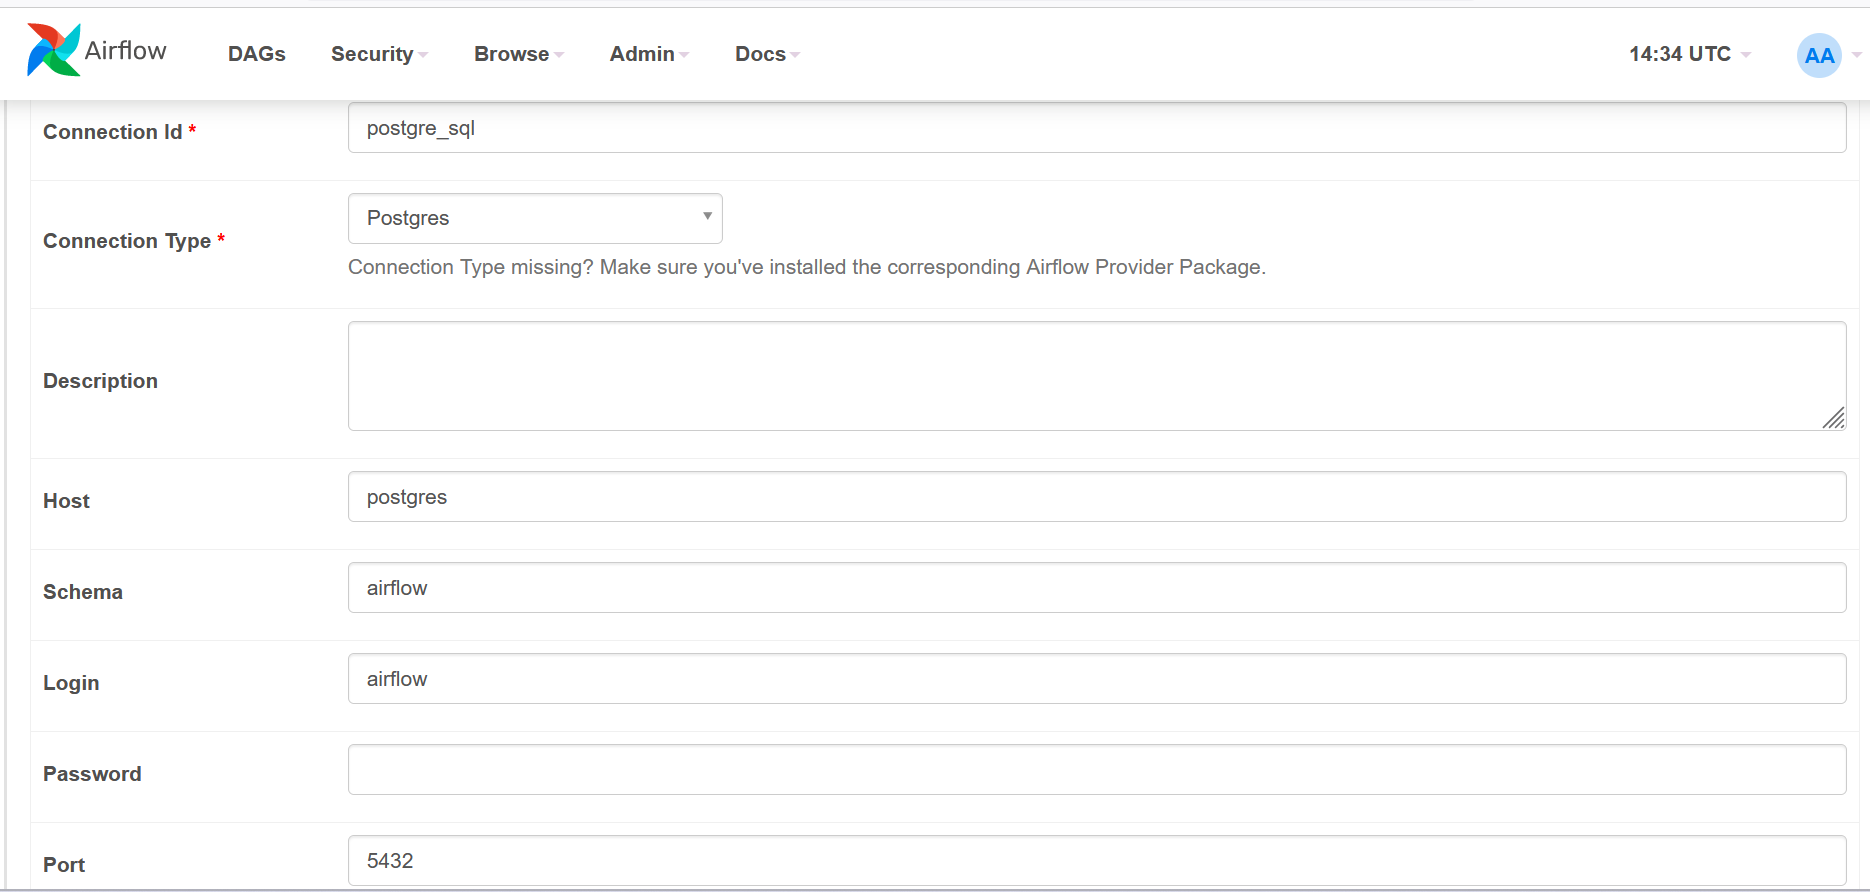 Airflow DAGs Security Browse Admin Docs 14:34 UTC AA
Connection Id * postgre_sql
Connection Type * Postgres
Connection Type missing? Make sure you've installed the corresponding Airflow Provider Package.
Description
Host postgres
Schema airflow
Login airflow
Password
Port 5432